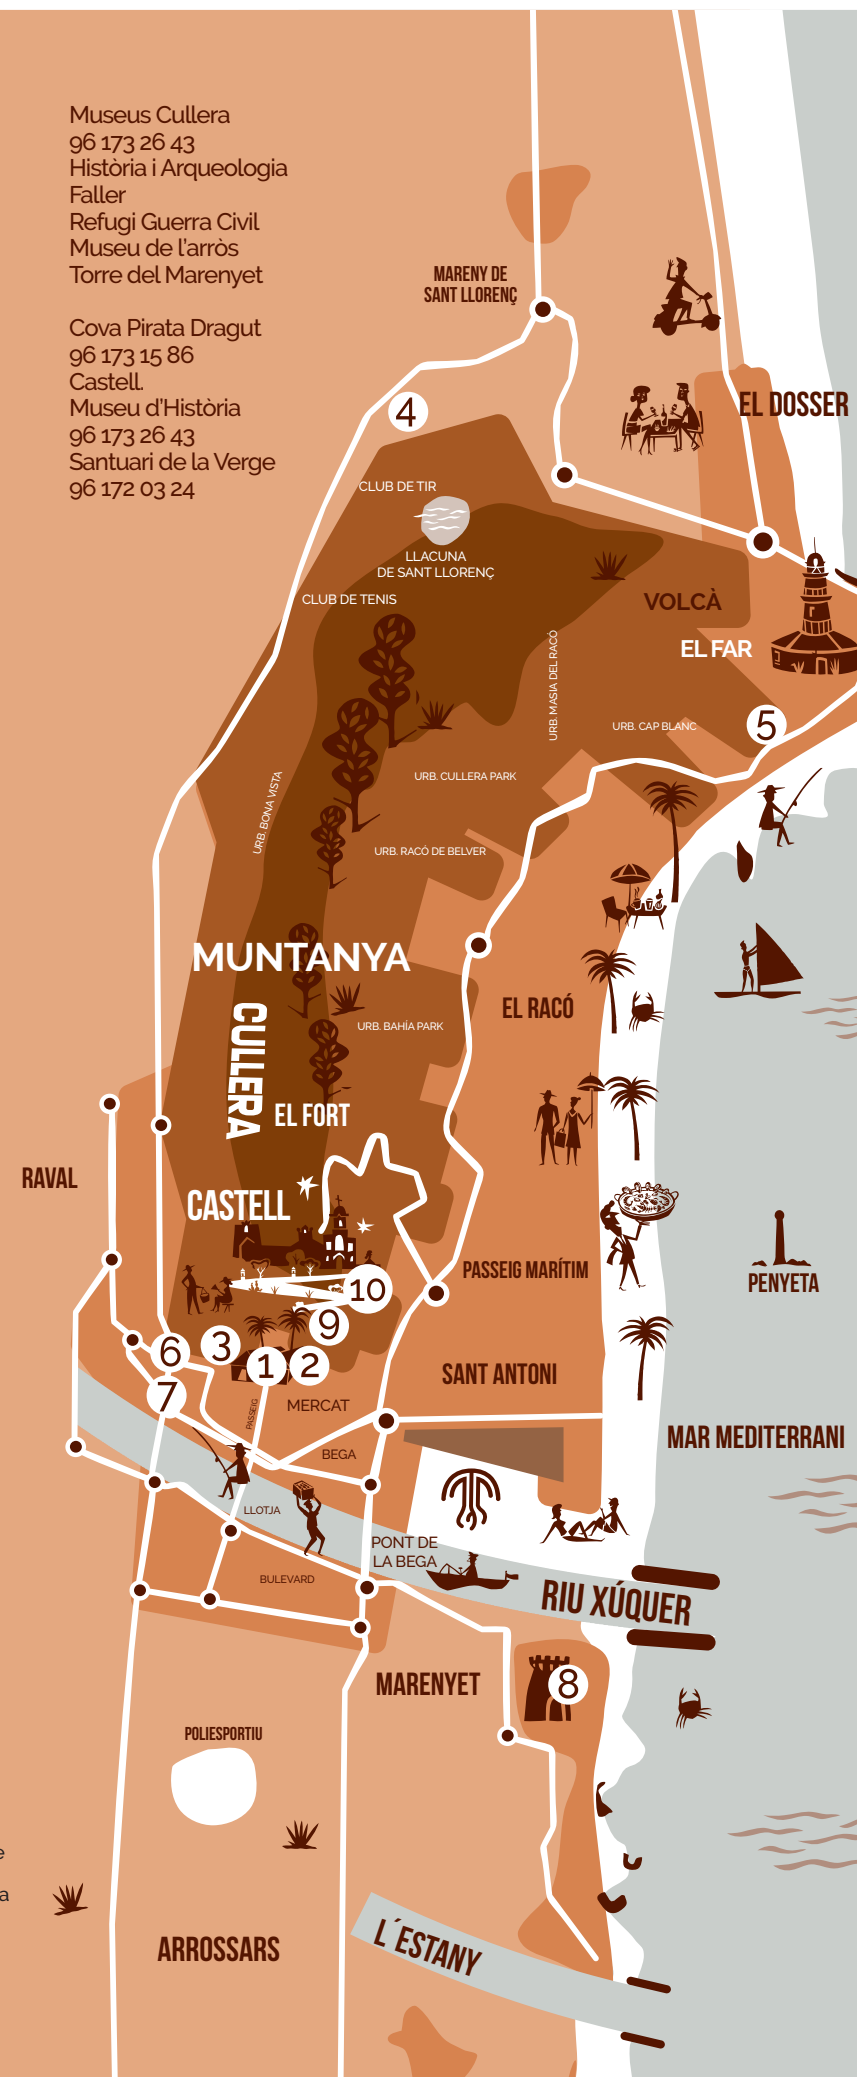 Museus Cullera
96 173 26 43
Història i Arqueologia
Faller
Refugi Guerra Civil
Museu de l'arròs
Torre del Marenyet
Cova Pirata Dragut
96 173 15 86
Castell.
Museu d'Història
96 173 26 43
Santuari de la Verge
96 172 03 24
MARENY DE
SANT LLORENÇ
EL DOSSER
4
CLUB DE TIR
LLACUNA
DE SANT LLORENÇ
CLUB DE TENIS
VOLCÀ
EL FAR
URB. MASIA DEL RACÓ
URB. CAP BLANC
5
URB. CULLERA PARK
URB. BONA VISTA
URB. RACÓ DE BELVER
MUNTANYA
CULLERA
EL RACÓ
URB. BAHÍA PARK
EL FORT
RAVAL
CASTELL
PASSEIG MARÍTIM
PENYETA
10
9
3
6
1
2
7
SANT ANTONI
PASSEIG
MERCAT
MAR MEDITERRANI
BEGA
LLOTJA
PONT DE
LA BEGA
BULEVARD
RIU XÚQUER
MARENYET
8
POLIESPORTIU
e
a
ARROSSARS
L´ESTANY